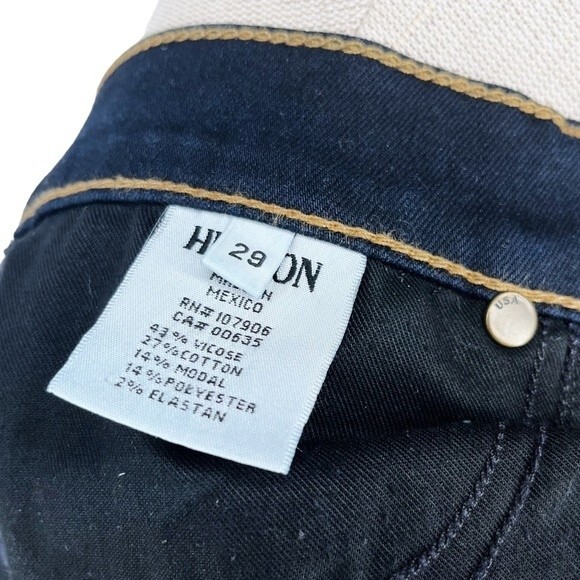 29
MEXICO
RN# 107906
CA# 00635
43% VICOSE
27% COTTON
14% MODAL
14% POLYESTER
2% ELASTAN
USA